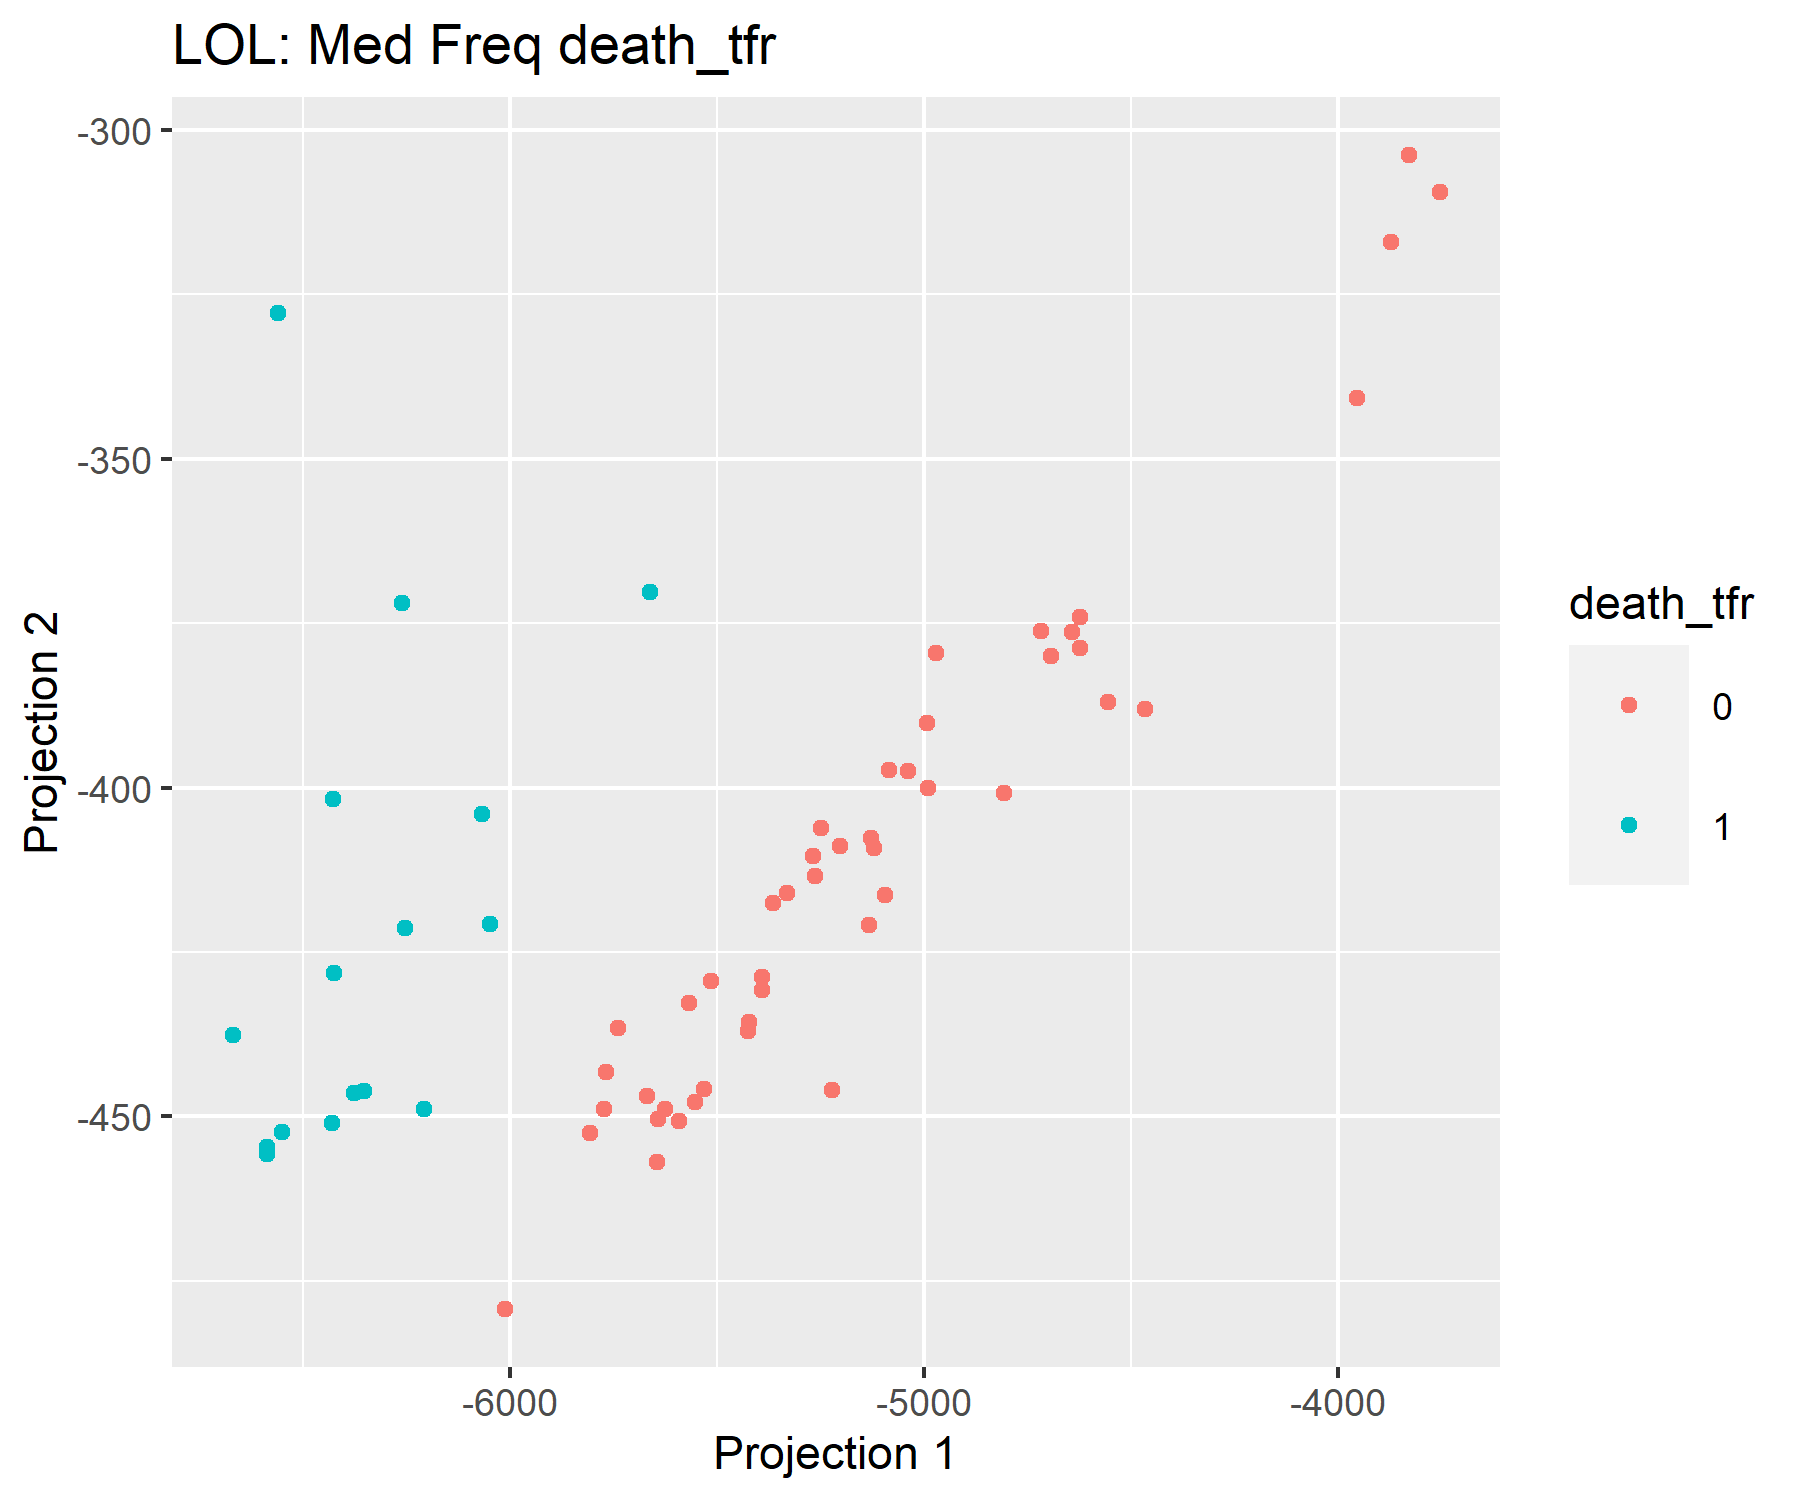 LOL: Med Freq death_tfr
-300
-350
-400
-450
Projection 2
-6000
-5000
-4000
Projection 1
death_tfr
0
1